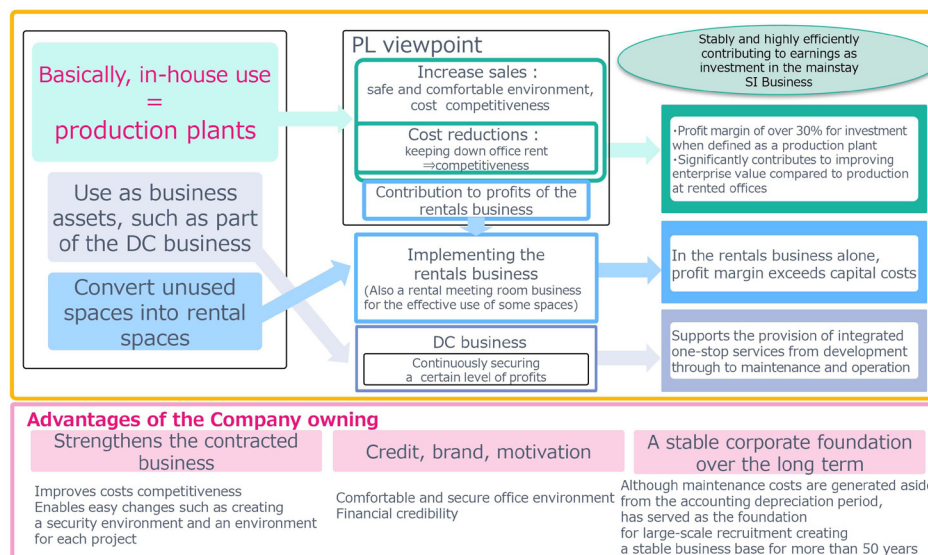 Basically, in-house use
=
production plants
Use as business
assets, such as part
of the DC business
Convert unused
spaces into rental
spaces
PL viewpoint
Increase sales :
safe and comfortable environment,
cost competitiveness
Cost reductions :
keeping down office rent
⇒competitiveness
Contribution to profits of the
rentals business
Implementing the
rentals business
(Also a rental meeting room business
for the effective use of some spaces)
DC business
Continuously securing
a certain level of profits
Stably and highly efficiently
contributing to earnings as
investment in the mainstay
SI Business
・Profit margin of over 30% for investment
when defined as a production plant
・Significantly contributes to improving
enterprise value compared to production
at rented offices
In the rentals business alone,
profit margin exceeds capital costs
Supports the provision of integrated
one-stop services from development
through to maintenance and operation
Advantages of the Company owning
Strengthens the contracted
business
Improves costs competitiveness
Enables easy changes such as creating
a security environment and an environment
for each project
Credit, brand, motivation
Comfortable and secure office environment
Financial credibility
A stable corporate foundation
over the long term
Although maintenance costs are generated aside
from the accounting depreciation period,
has served as the foundation
for large-scale recruitment creating
a stable business base for more than 50 years